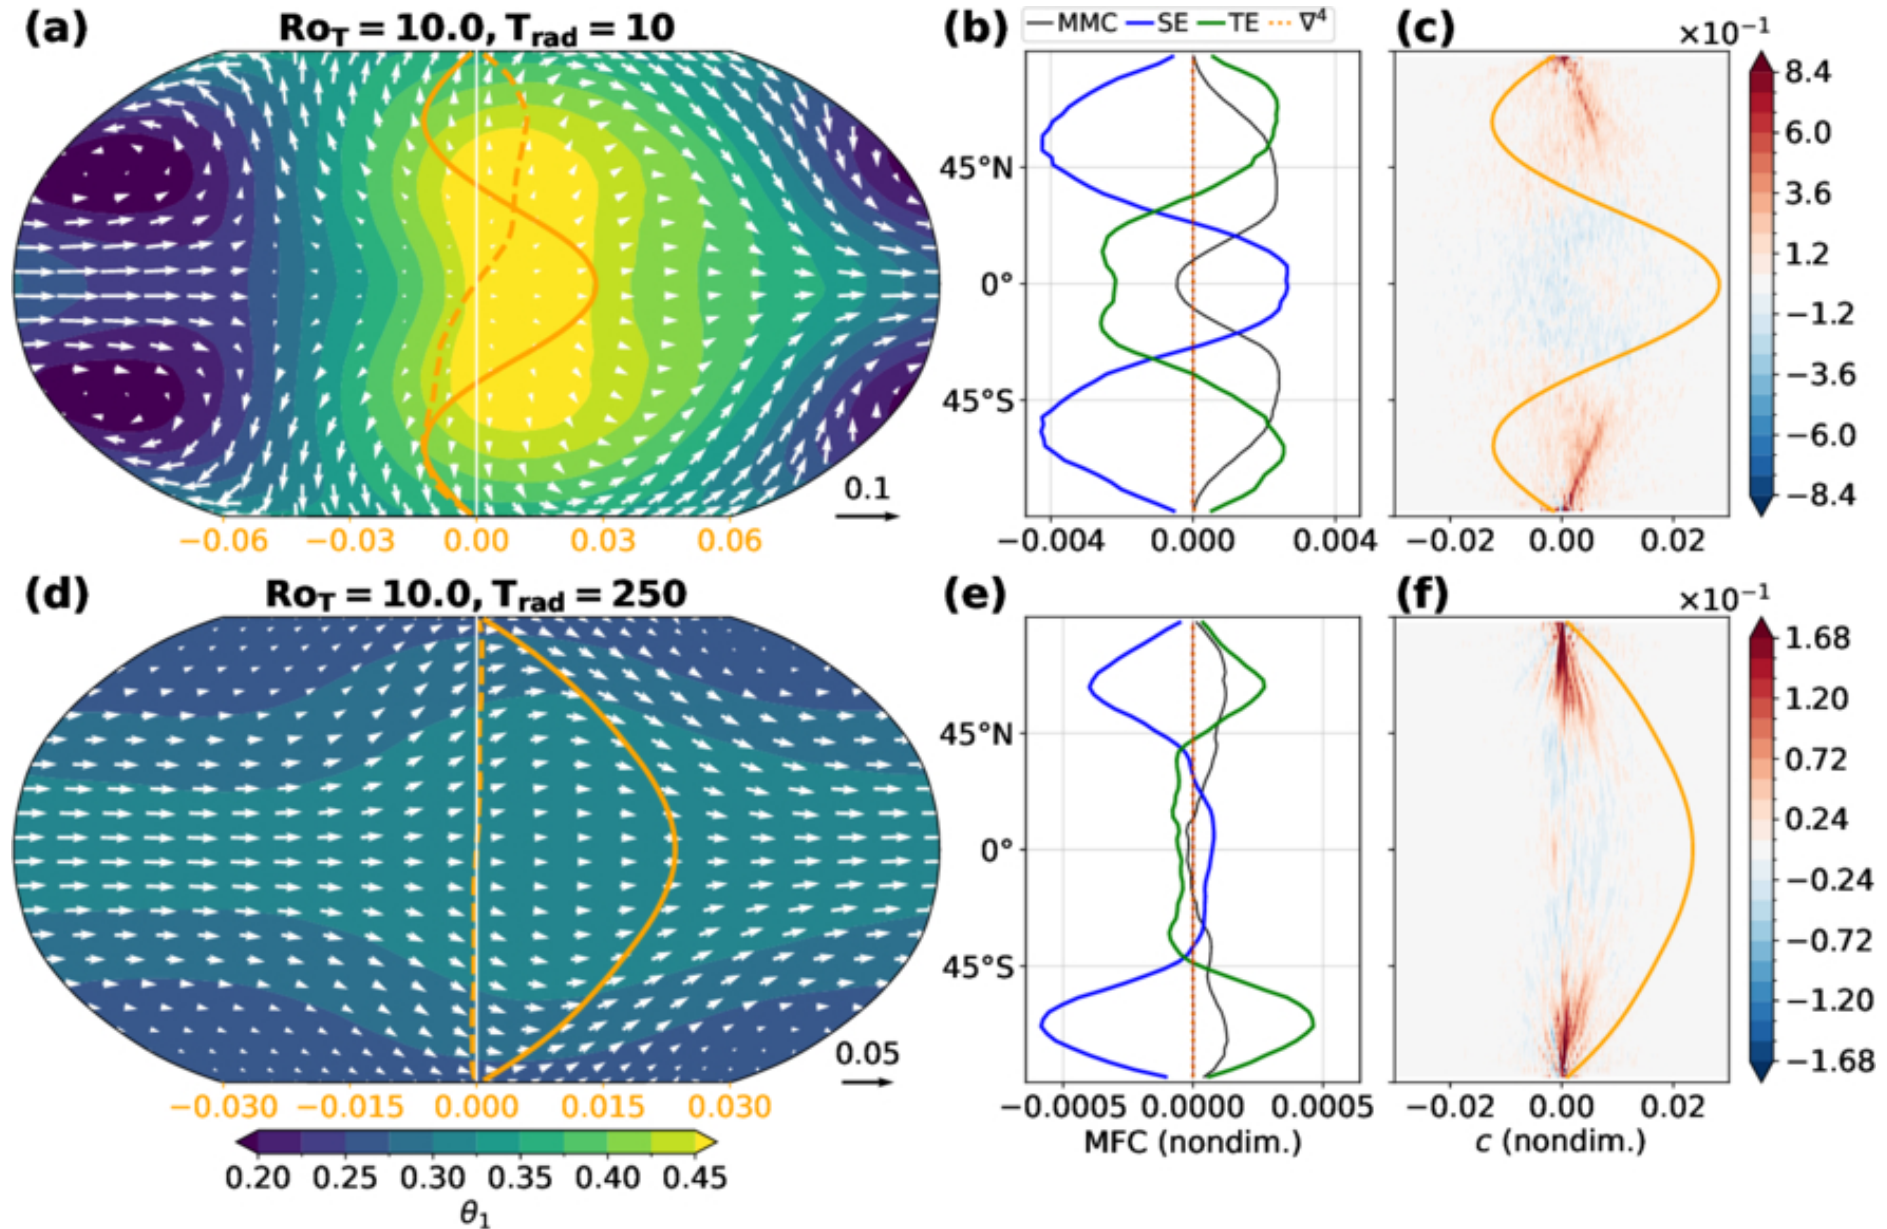 (a) Ro_T = 10.0, T_rad = 10
−0.06 −0.03 0.00 0.03 0.06
0.1
(b)
MMC SE TE ∇⁴
45°N
0°
45°S
−0.004 0.000 0.004
(c) ×10⁻¹
8.4
6.0
3.6
1.2
−1.2
−3.6
−6.0
−8.4
−0.02 0.00 0.02
(d) Ro_T = 10.0, T_rad = 250
−0.030 −0.015 0.000 0.015 0.030
0.05
0.20 0.25 0.30 0.35 0.40 0.45
θ₁
(e)
45°N
0°
45°S
−0.0005 0.0000 0.0005
MFC (nondim.)
(f) ×10⁻¹
1.68
1.20
0.72
0.24
−0.24
−0.72
−1.20
−1.68
−0.02 0.00 0.02
c (nondim.)